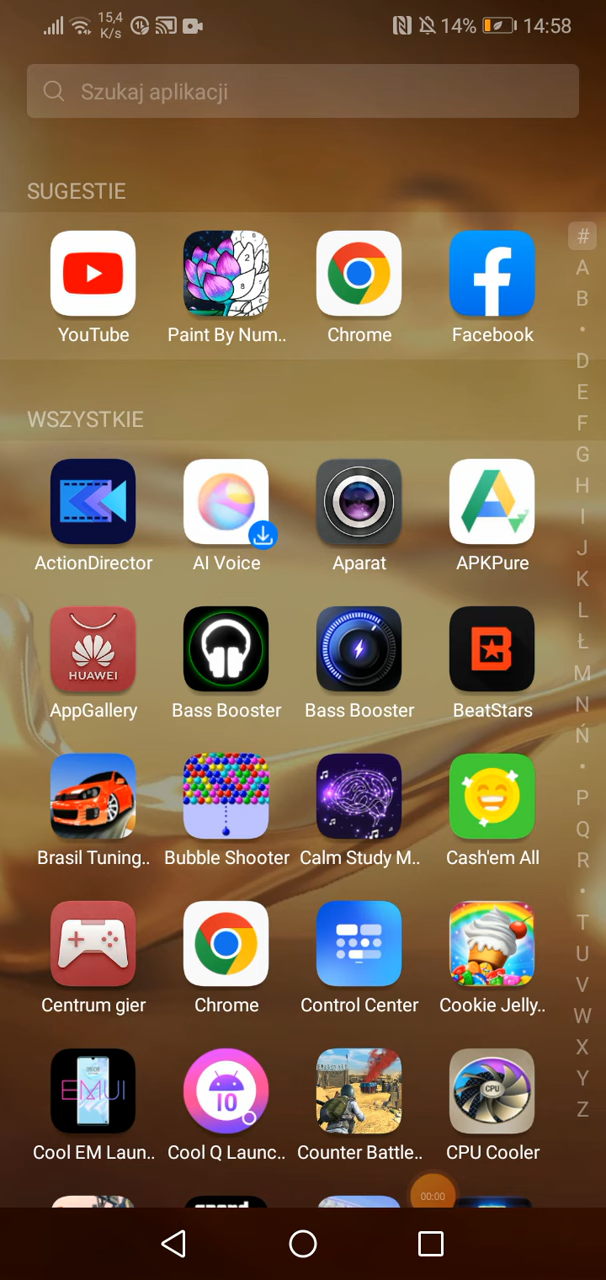 15,4
K/s
14%
14:58
Szukaj aplikacji
SUGESTIE
YouTube
Paint By Num..
Chrome
Facebook
WSZYSTKIE
ActionDirector
AI Voice
Aparat
APKPure
HUAWEI
AppGallery
Bass Booster
Bass Booster
BeatStars
Brasil Tuning..
Bubble Shooter
Calm Study M..
Cash'em All
Centrum gier
Chrome
Control Center
Cookie Jelly..
EMUI
10
CPU
Cool EM Laun..
Cool Q Launc..
Counter Battle..
CPU Cooler
00:00
#
A
B
•
D
E
F
G
H
I
J
K
L
Ł
M
N
Ń
•
P
Q
R
•
T
U
V
W
X
Y
Z